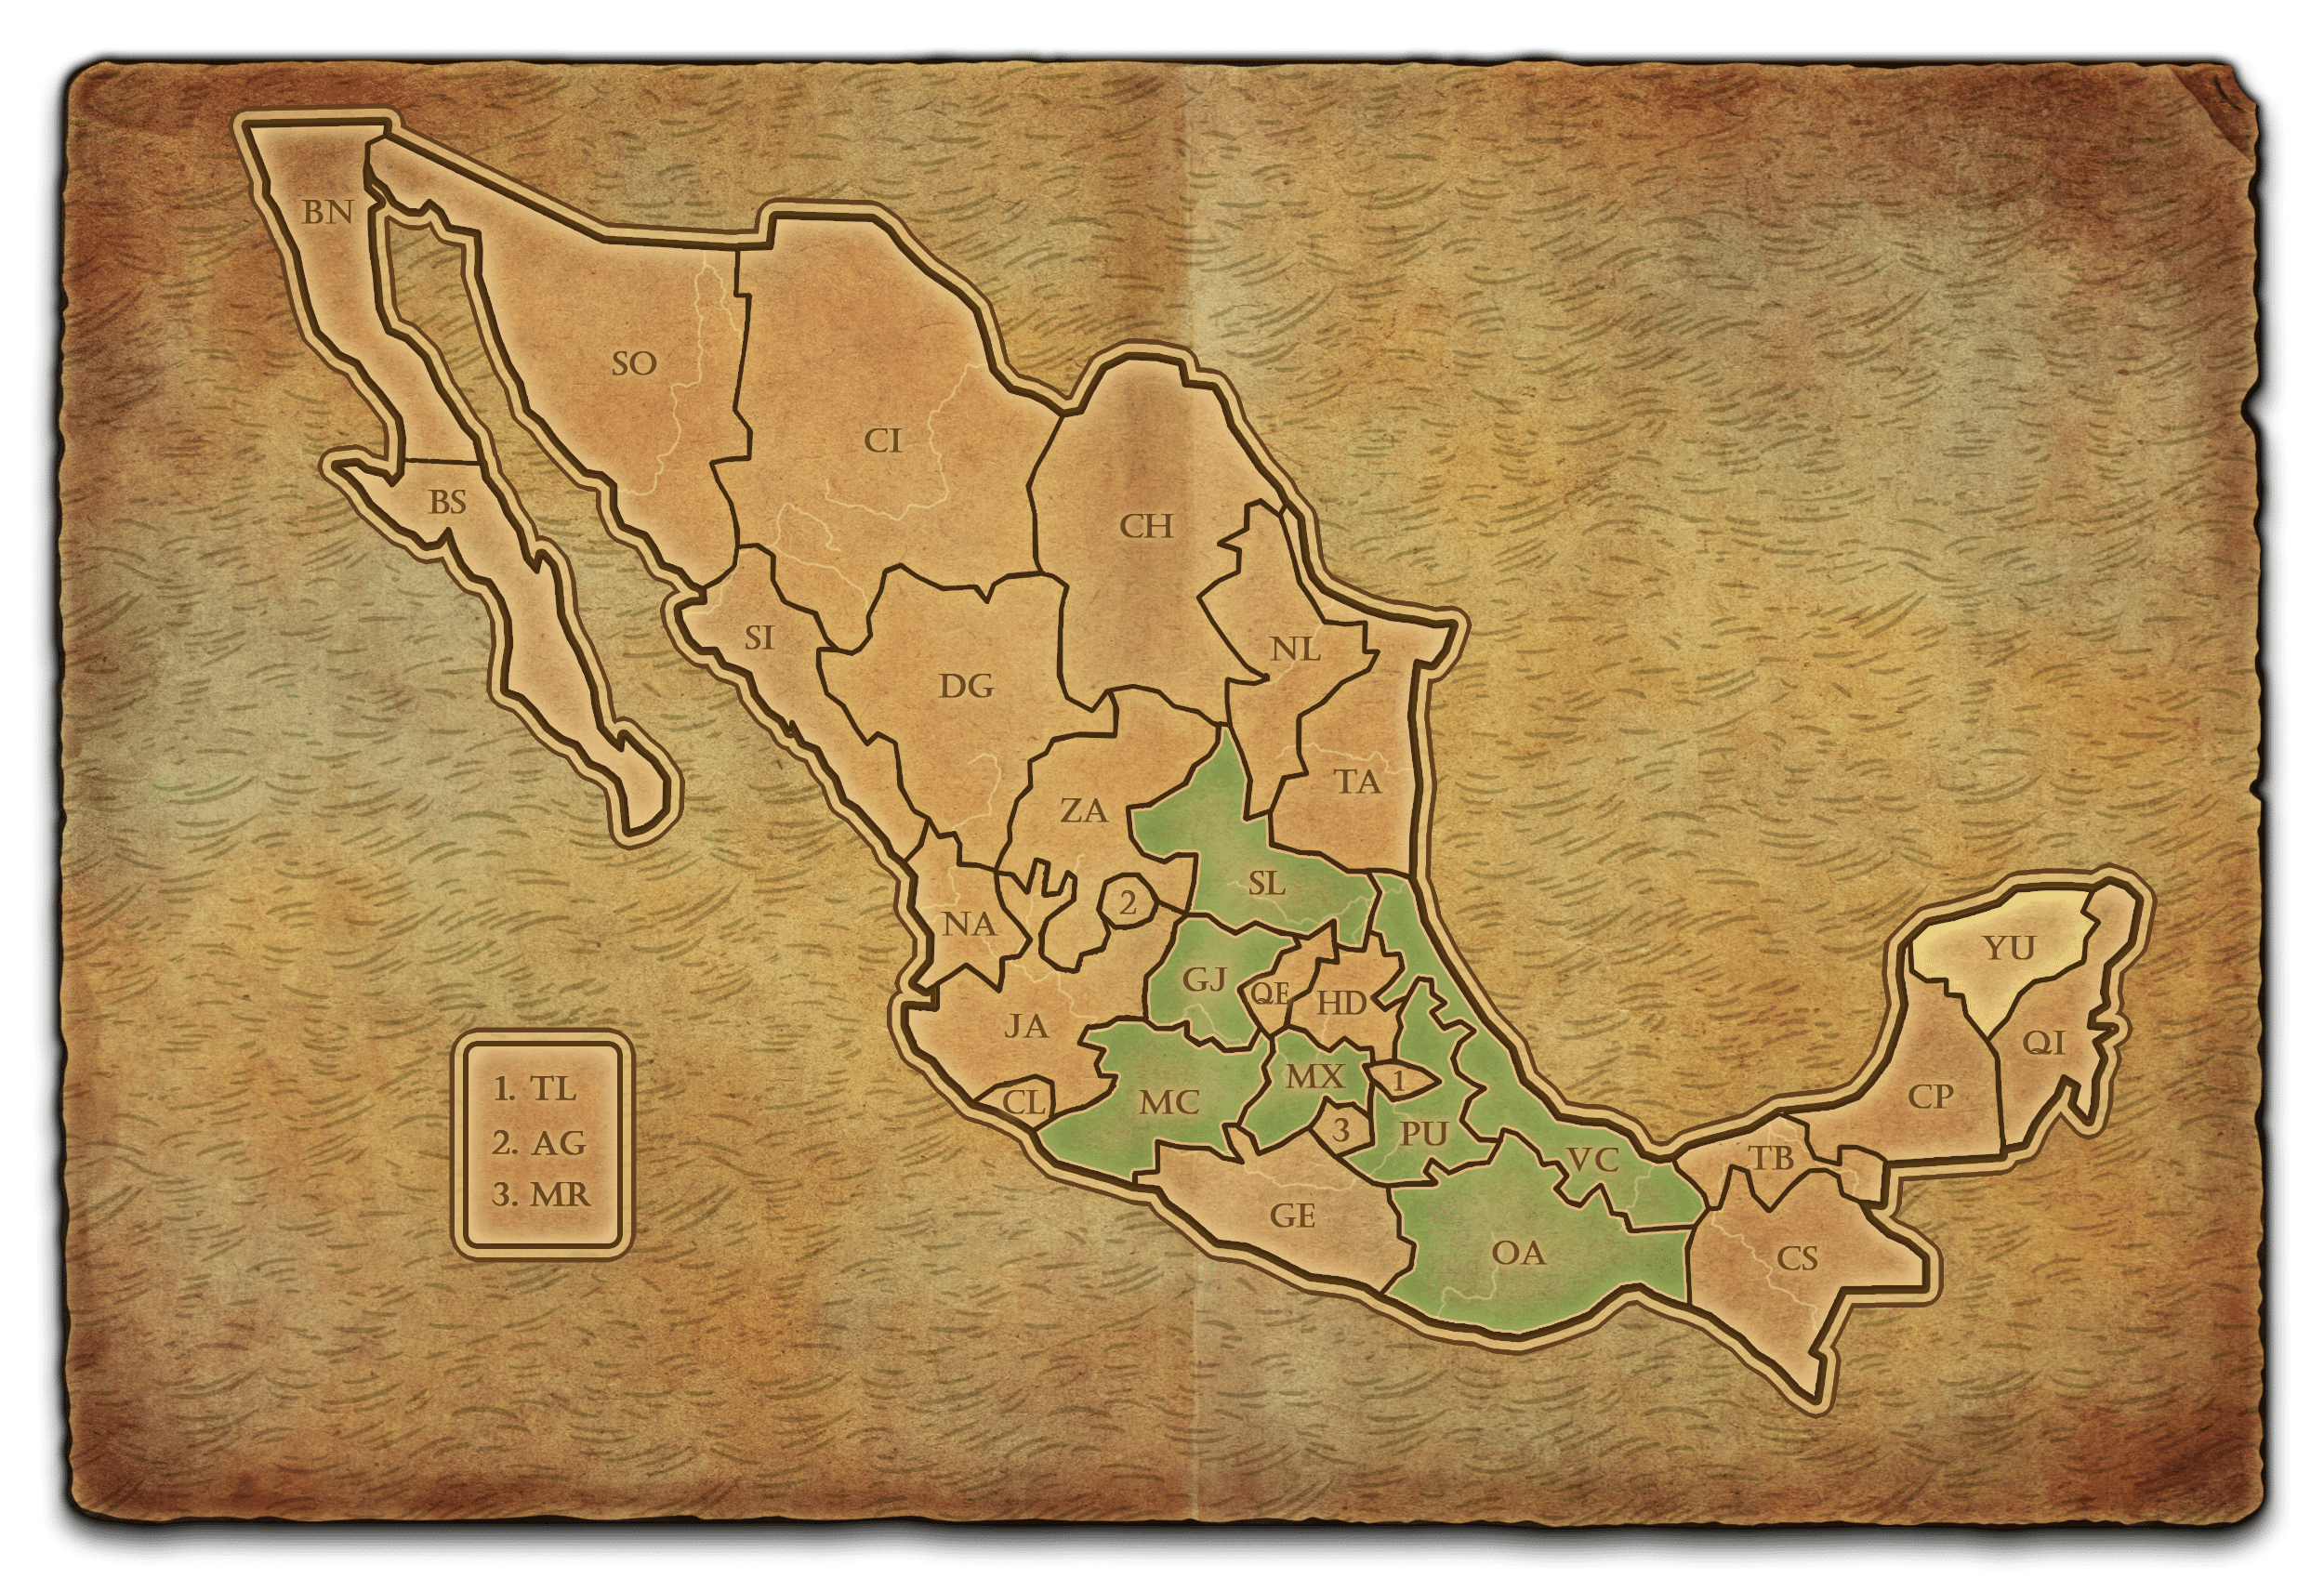 BN
SO
CI
BS
CH
SI
NL
DG
TA
ZA
SL
2
NA
YU
GJ
QE
HD
JA
QI
MX
1
CL
MC
CP
3
PU
VC
TB
GE
OA
CS
1. TL
2. AG
3. MR